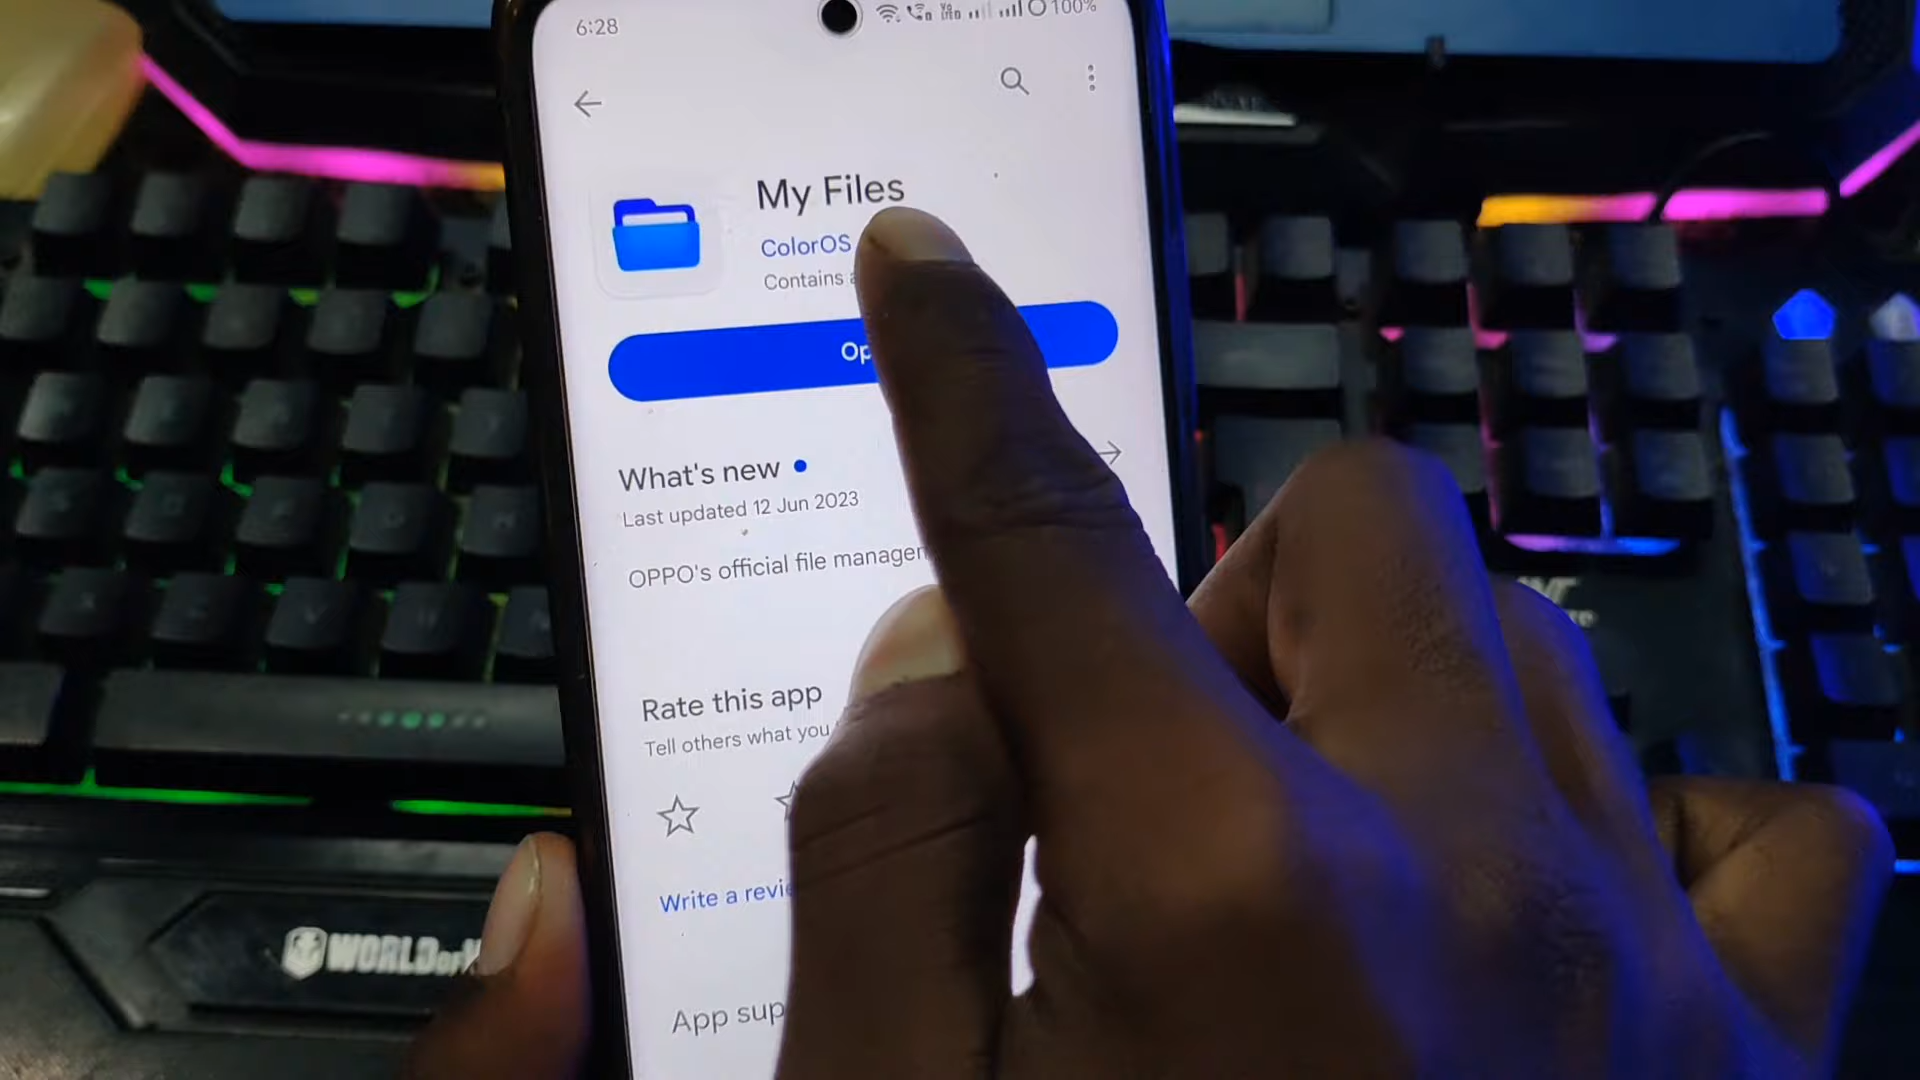 6:28
100%
My Files
ColorOS
Contains
Op
What's new
Last updated 12 Jun 2023
OPPO's official file manager
Rate this app
Tell others what you
Write a revie
App sup
WORLD of